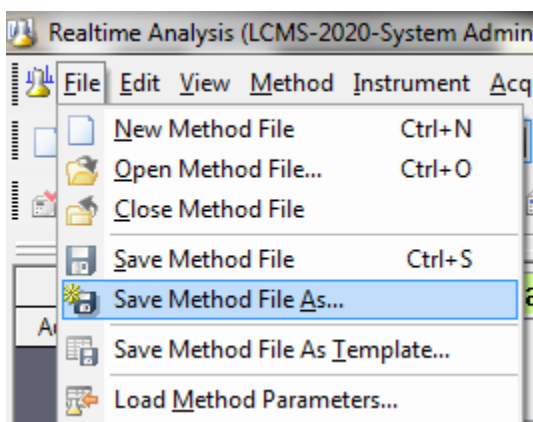 Realtime Analysis (LCMS-2020-System Admin
File Edit View Method Instrument Acq
New Method File Ctrl+N
Open Method File... Ctrl+O
Close Method File
Save Method File Ctrl+S
Save Method File As...
Save Method File As Template...
Load Method Parameters...